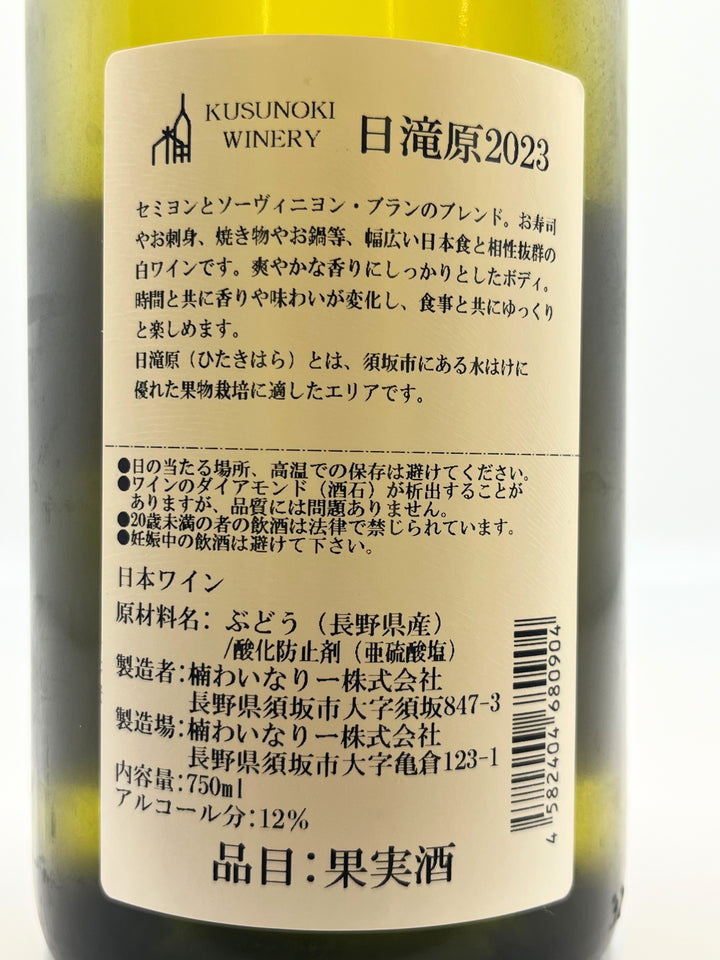 KUSUNOKI
WINERY
日滝原2023
セミヨンとソーヴィニヨン・ブランのブレンド。お寿司
やお刺身、焼き物やお鍋等、幅広い日本食と相性抜群の
白ワインです。爽やかな香りにしっかりとしたボディ。
時間と共に香りや味わいが変化し、食事と共にゆっくり
と楽しめます。
日滝原（ひたきはら）とは、須坂市にある水はけに
優れた果物栽培に適したエリアです。
●日の当たる場所、高温での保存は避けてください。
●ワインのダイアモンド（酒石）が析出することが
ありますが、品質には問題ありません。
●20歳未満の者の飲酒は法律で禁じられています。
●妊娠中の飲酒は避けて下さい。
日本ワイン
原材料名：ぶどう（長野県産）
/酸化防止剤（亜硫酸塩）
製造者：楠わいなりー株式会社
長野県須坂市大字須坂847-3
製造場：楠わいなりー株式会社
長野県須坂市大字亀倉123-1
内容量：750ml
アルコール分：12%
品目：果実酒
4 582404 680904